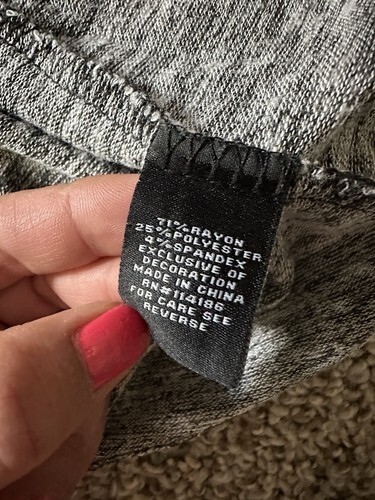 71%RAYON
25%POLYESTER
4%SPANDEX
EXCLUSIVE OF
DECORATION
MADE IN CHINA
RN#114186
FOR CARE SEE
REVERSE